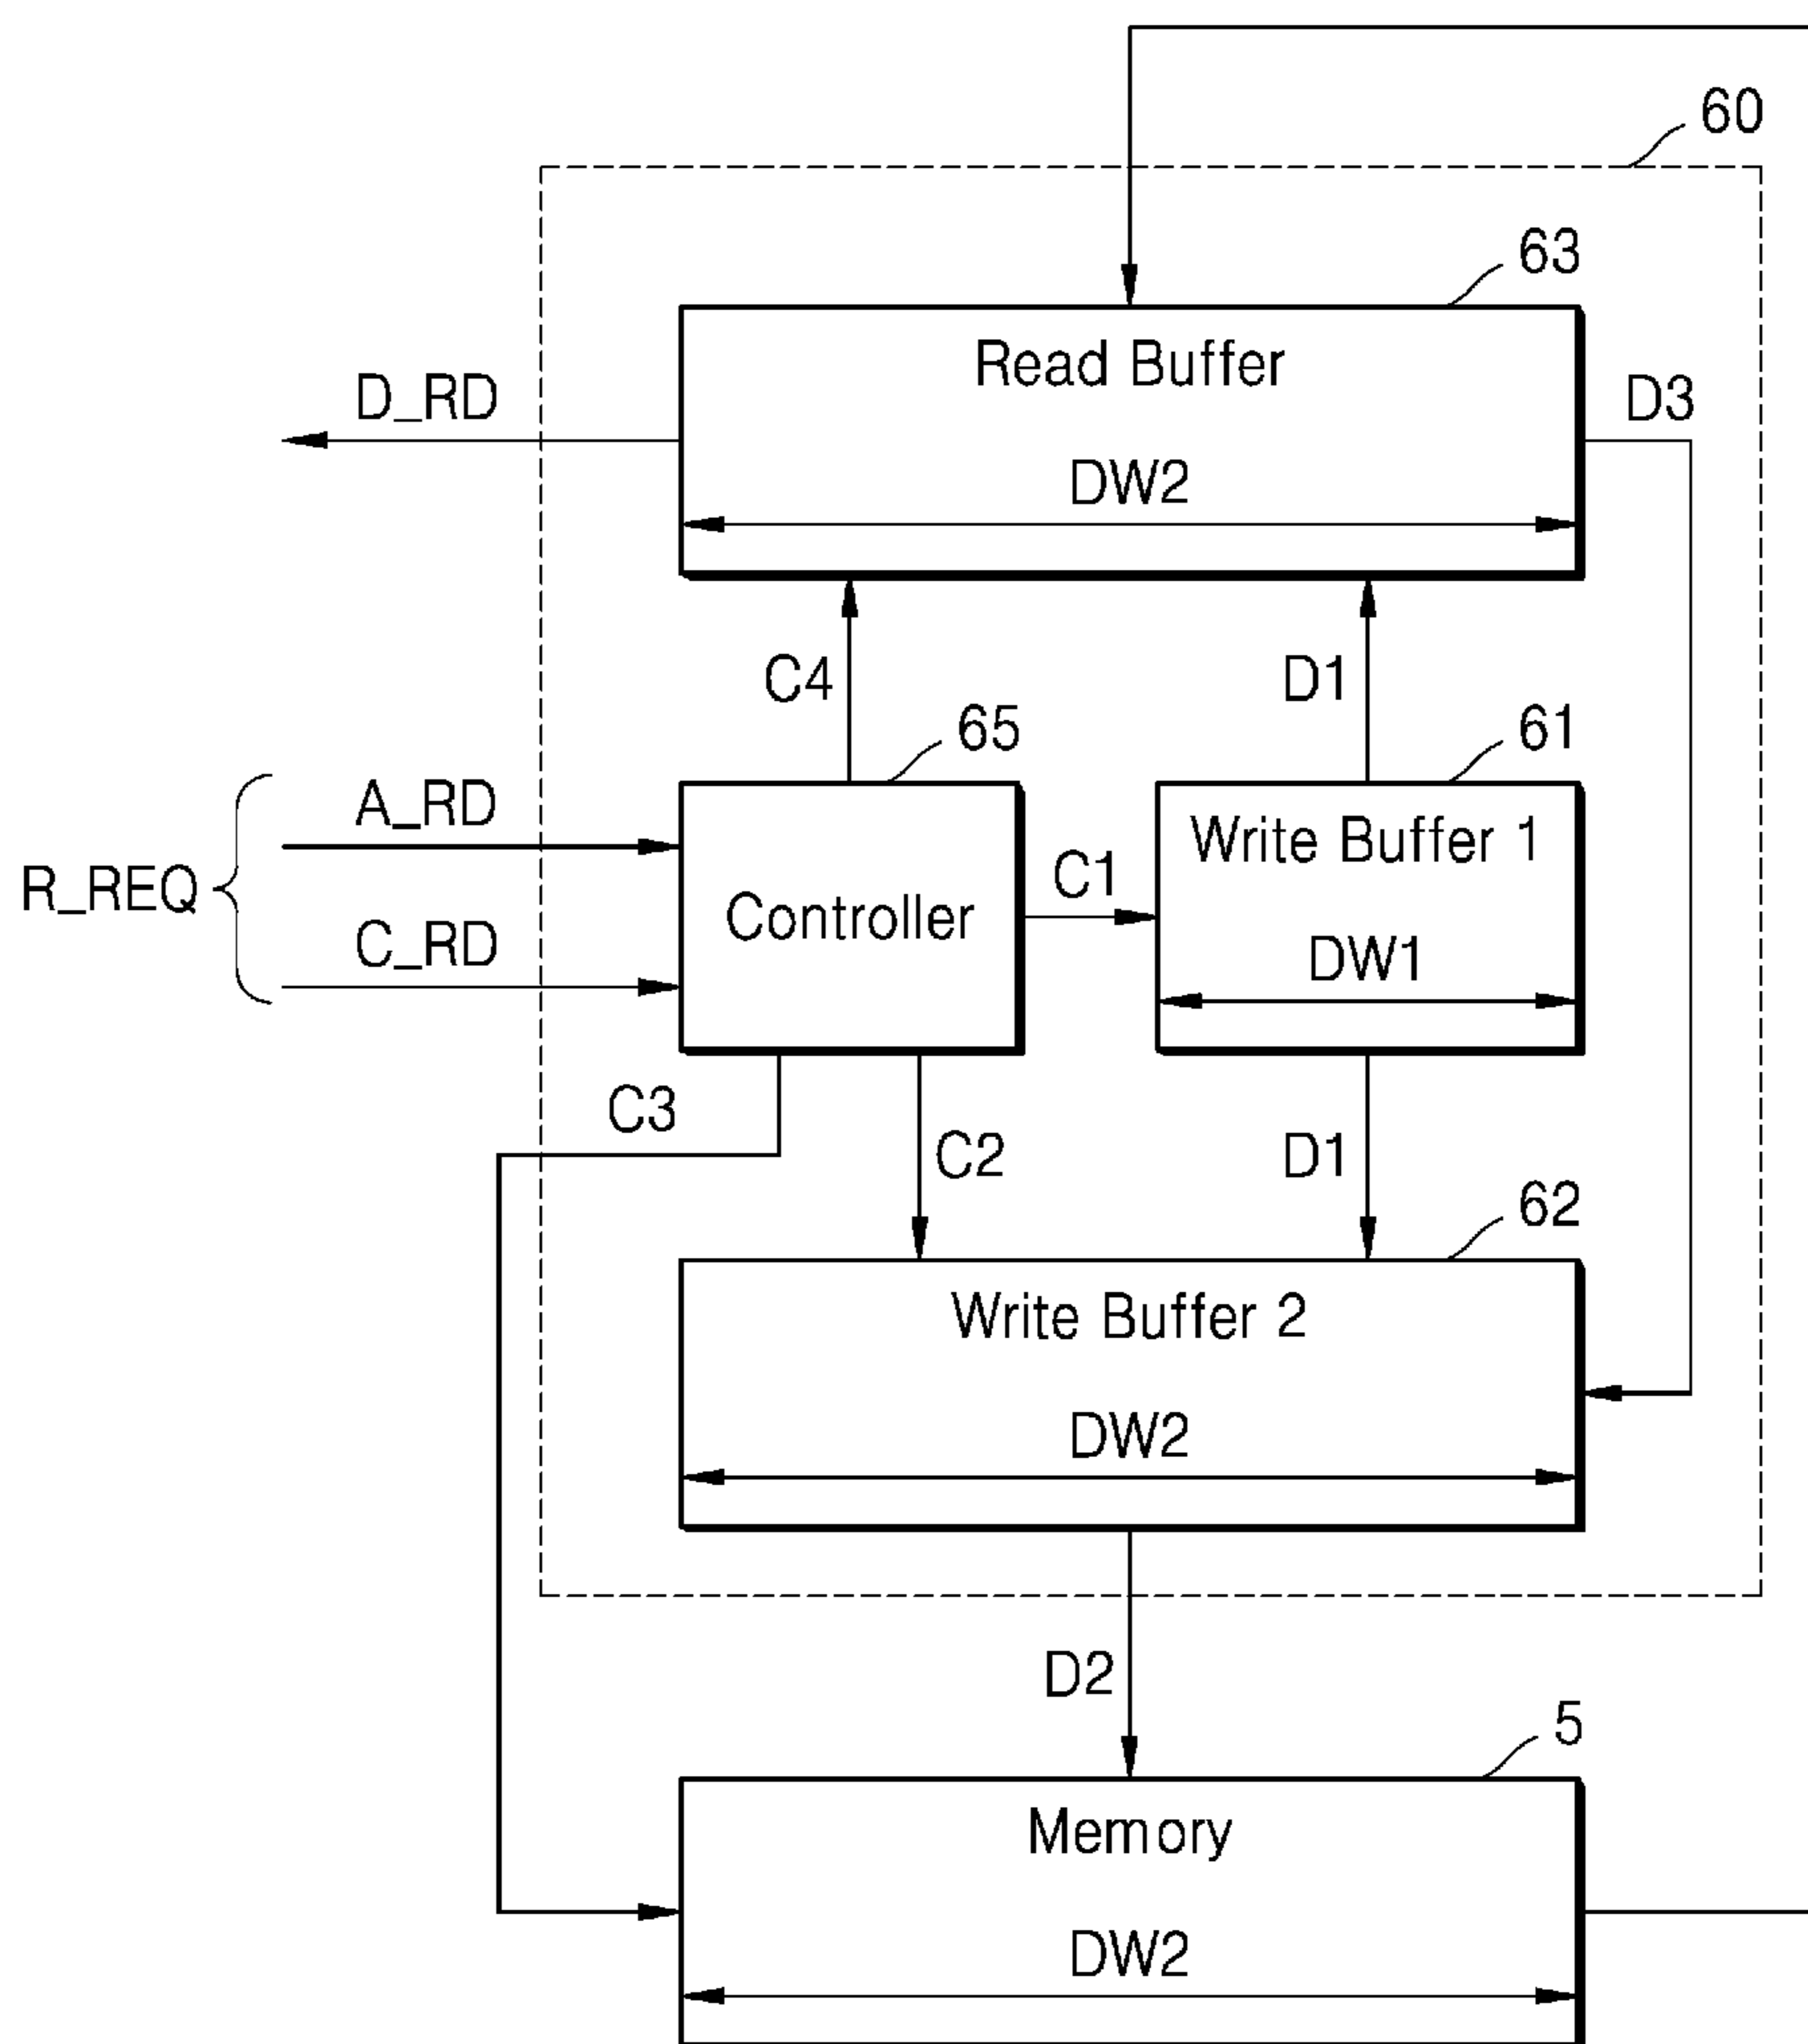 60
63
Read Buffer
D_RD
D3
DW2
C4
D1
65
61
A_RD
Write Buffer 1
C1
R_REQ
Controller
C_RD
DW1
C3
C2
D1
62
Write Buffer 2
DW2
D2
5
Memory
DW2